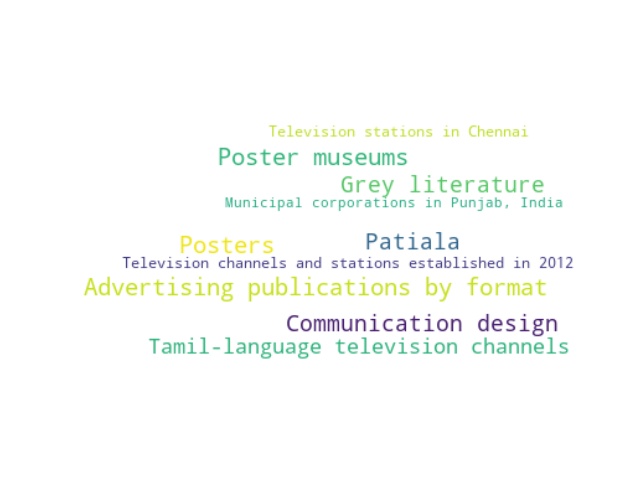 Television stations in Chennai
Poster museums
Grey literature
Municipal corporations in Punjab, India
Posters
Patiala
Television channels and stations established in 2012
Advertising publications by format
Communication design
Tamil-language television channels